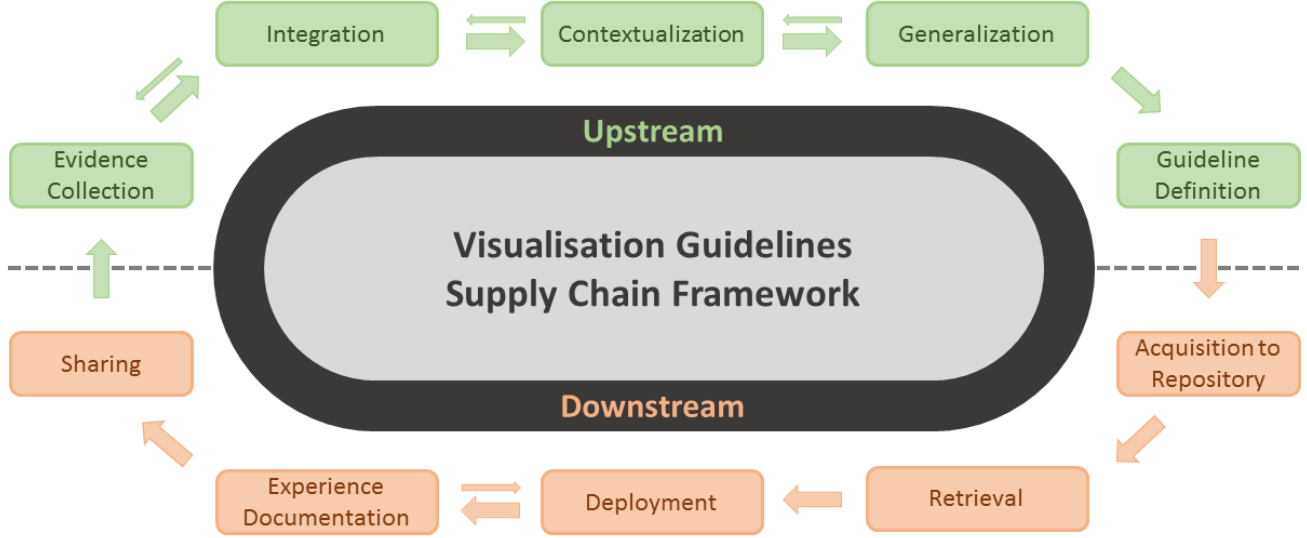 Integration
Contextualization
Generalization
Upstream
Evidence
Collection
Guideline
Definition
Visualisation Guidelines
Supply Chain Framework
Sharing
Acquisition to
Repository
Downstream
Experience
Documentation
Deployment
Retrieval